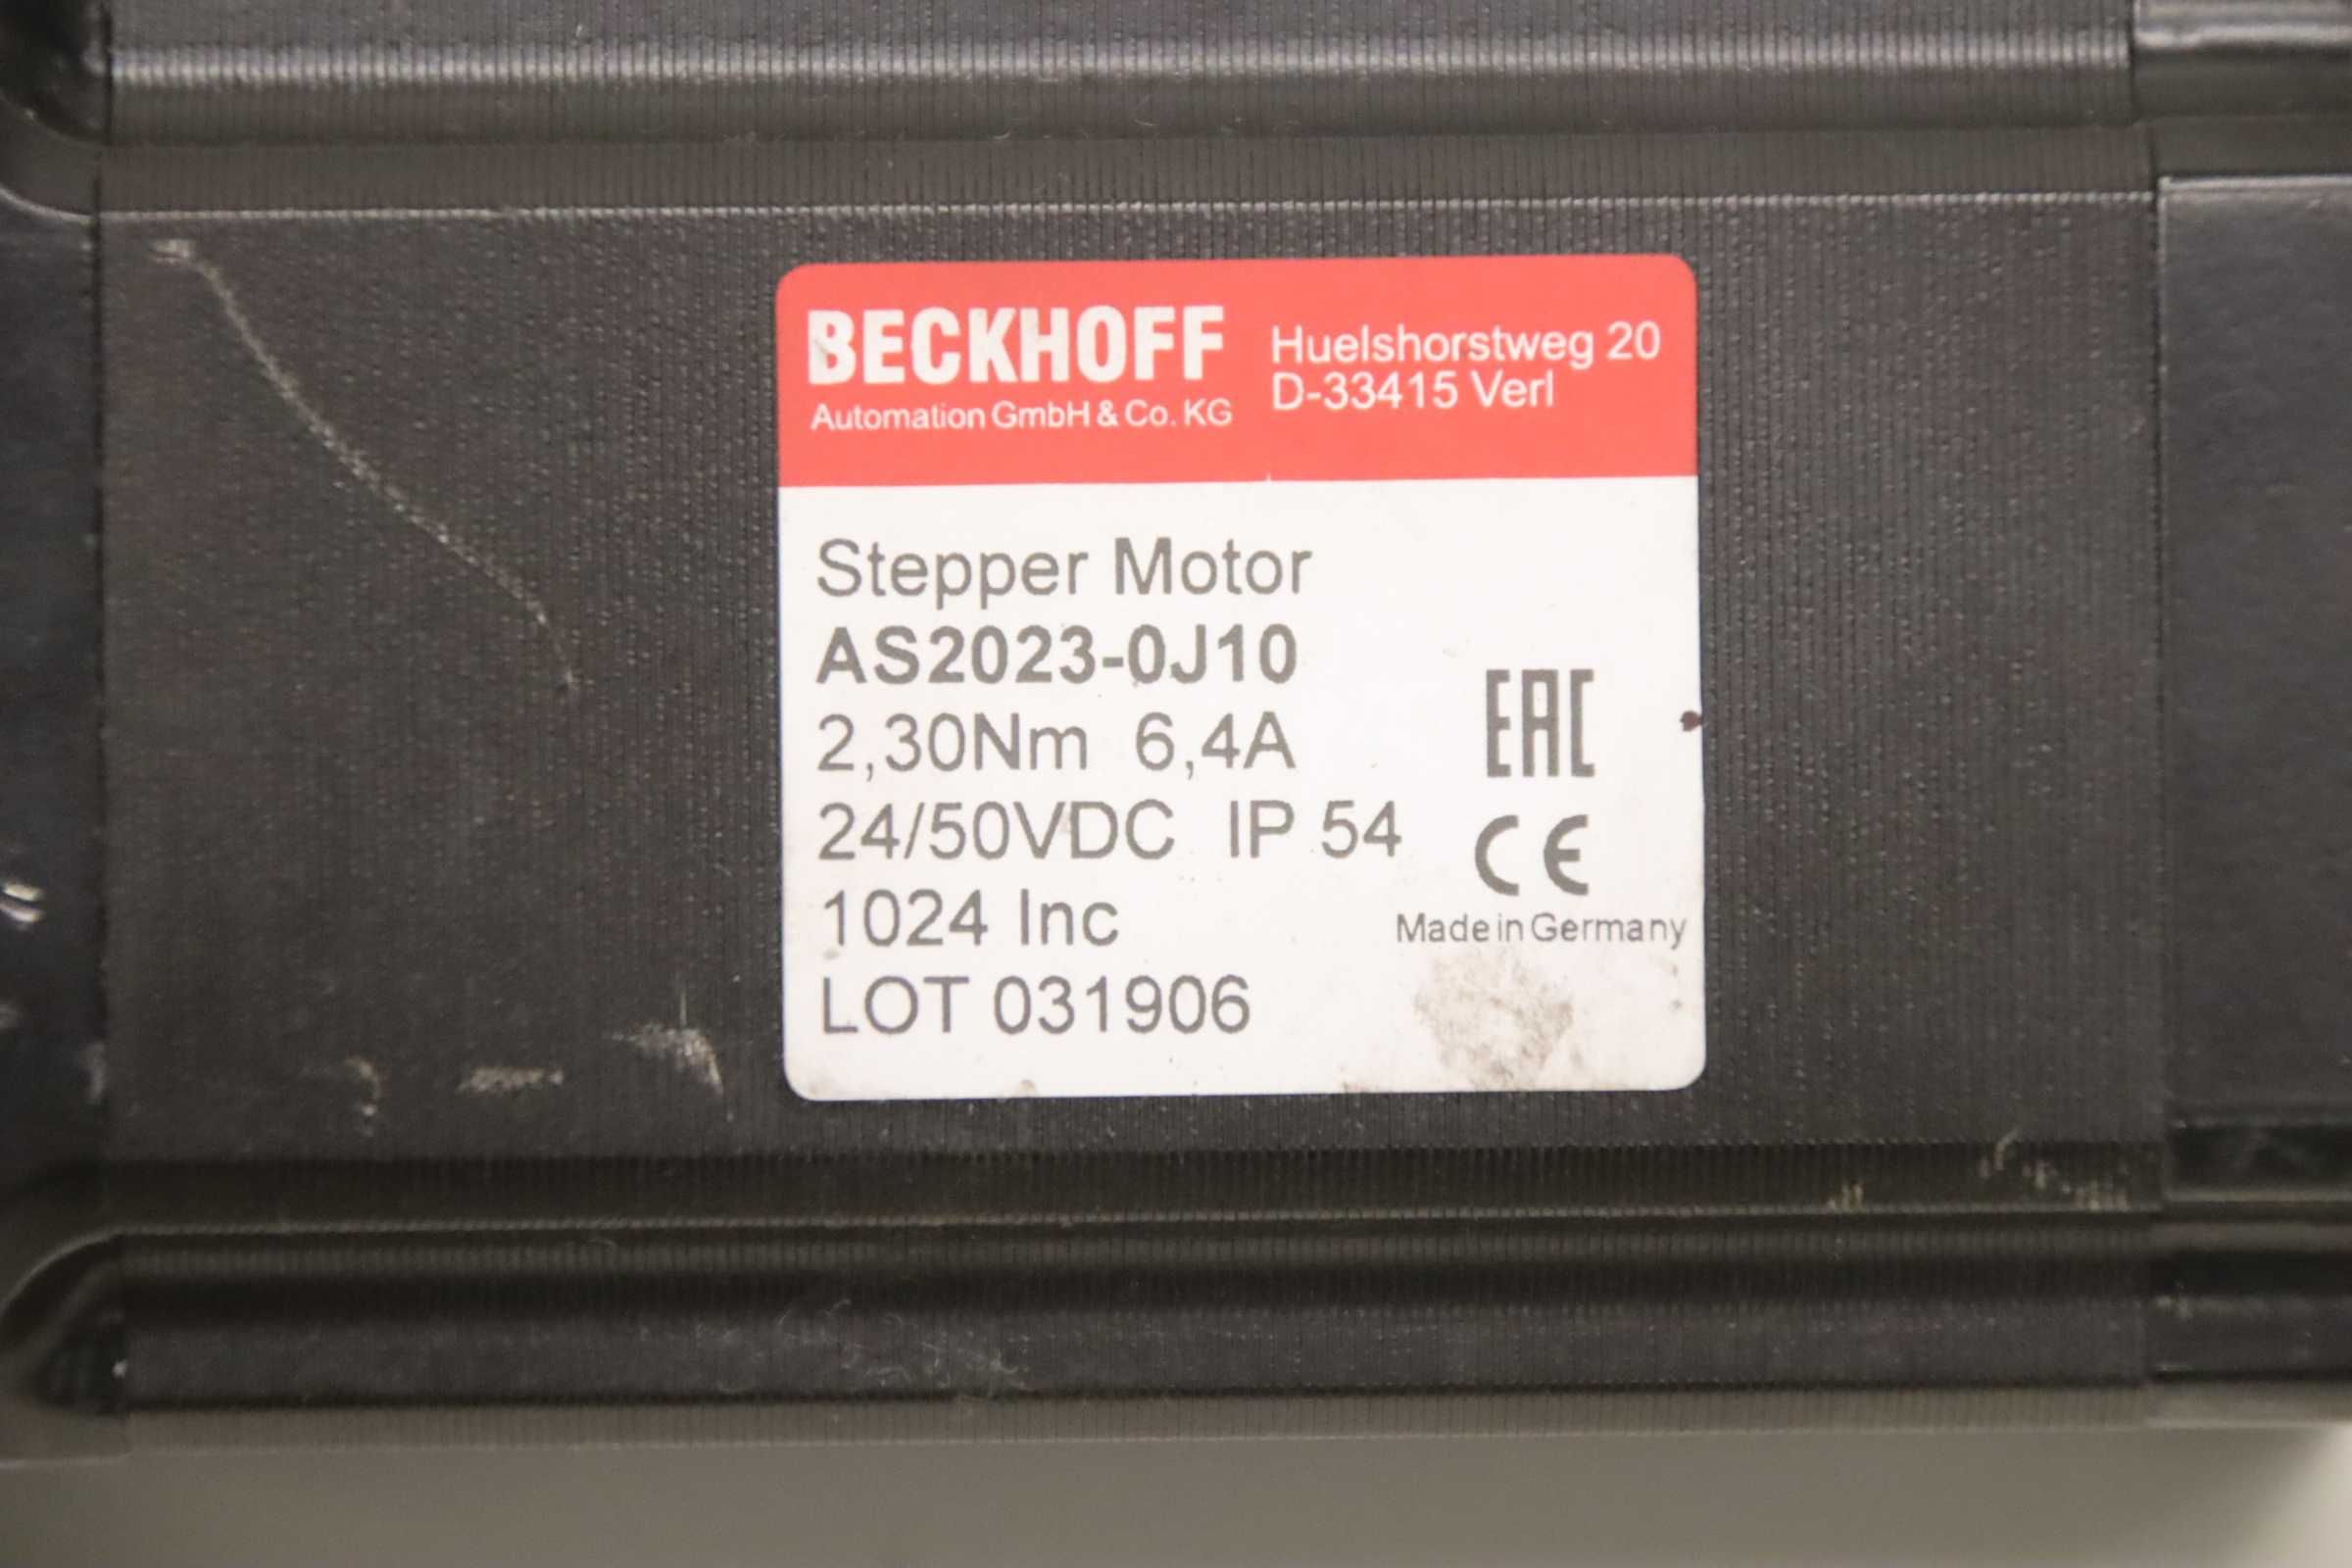 BECKHOFF
Automation GmbH & Co. KG
Huelshorstweg 20
D-33415 Verl
Stepper Motor
AS2023-0J10
2,30Nm 6,4A
24/50VDC IP 54
1024 Inc
LOT 031906
EAC
CE
Made in Germany